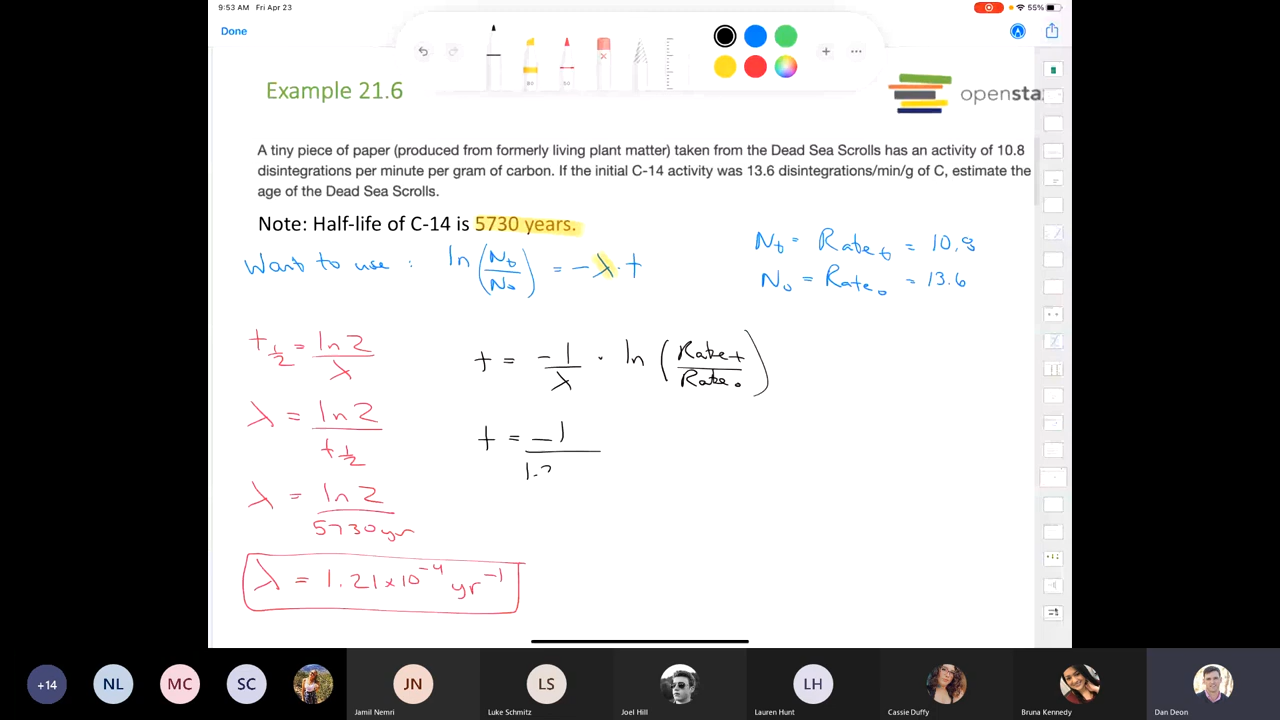 9:53 AM Fri Apr 23
55%
Done
Example 21.6
opensta
A tiny piece of paper (produced from formerly living plant matter) taken from the Dead Sea Scrolls has an activity of 10.8
disintegrations per minute per gram of carbon. If the initial C-14 activity was 13.6 disintegrations/min/g of C, estimate the
age of the Dead Sea Scrolls.
Note: Half-life of C-14 is 5730 years.
Want to use : ln(Nt/N0) = -λ·t
Nt = Ratet = 10.8
N0 = Rate0 = 13.6
t1/2 = ln2/λ
t = -1/λ · ln(Ratet/Rate0)
λ = ln2/t1/2
t = -1/1.2
λ = ln2/5730yr
λ = 1.21×10⁻⁴ yr⁻¹
+14
NL
MC
SC
JN
Jamil Nemri
LS
Luke Schmitz
Joel Hill
LH
Lauren Hunt
Cassie Duffy
Bruna Kennedy
Dan Deon